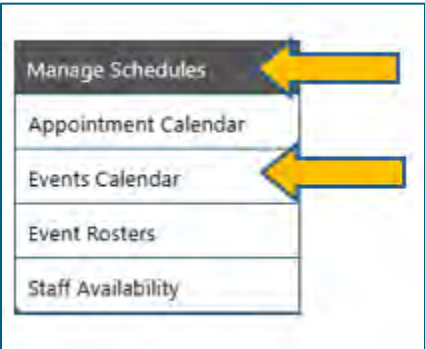 Manage Schedules
Appointment Calendar
Events Calendar
Event Rosters
Staff Availability